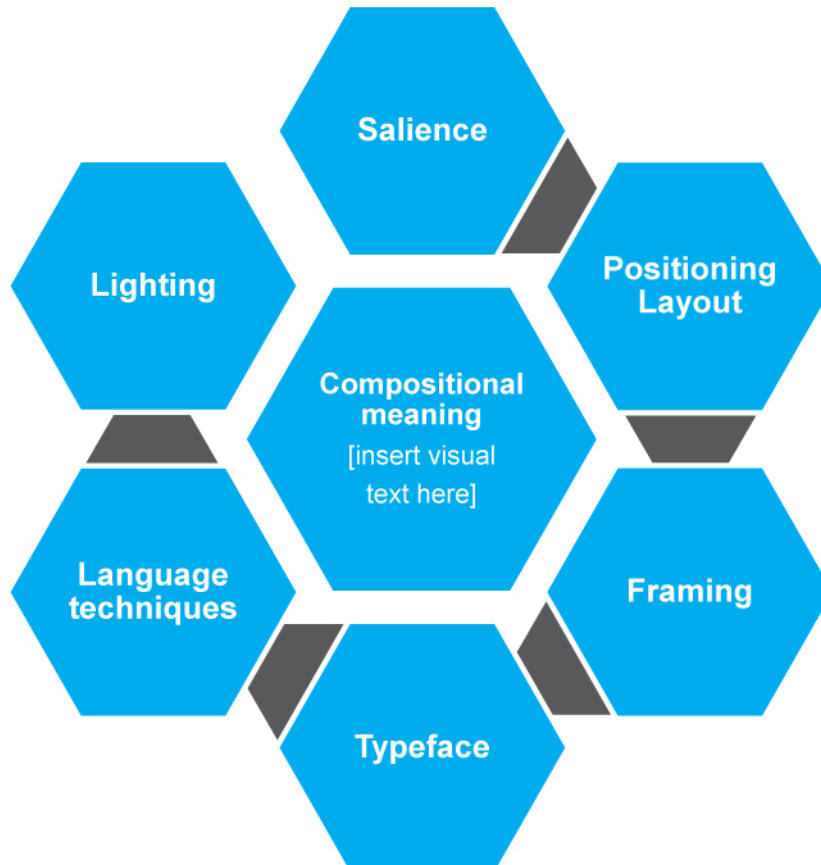 Salience
Positioning
Layout
Framing
Typeface
Language
techniques
Lighting
Compositional
meaning
[insert visual
text here]